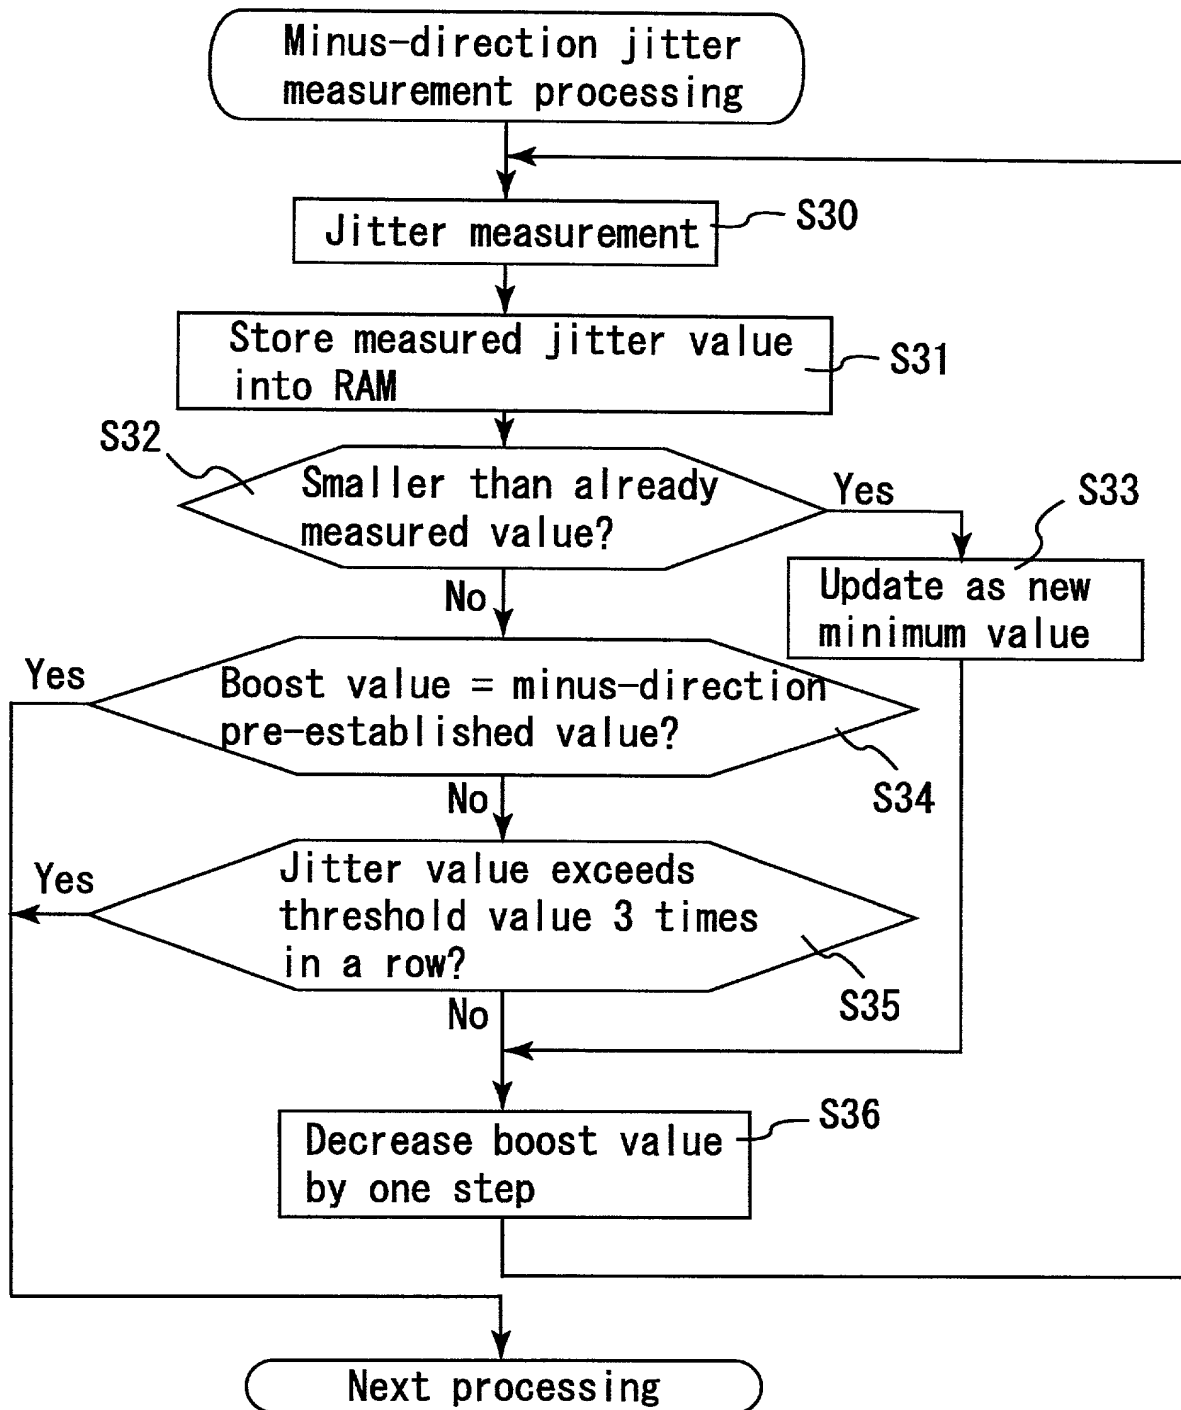 Minus-direction jitter
measurement processing
Jitter measurement
S30
Store measured jitter value
into RAM
S31
S32
Smaller than already
measured value?
Yes
No
S33
Update as new
minimum value
Yes
Boost value = minus-direction
pre-established value?
S34
No
Yes
Jitter value exceeds
threshold value 3 times
in a row?
S35
No
Decrease boost value
by one step
S36
Next processing